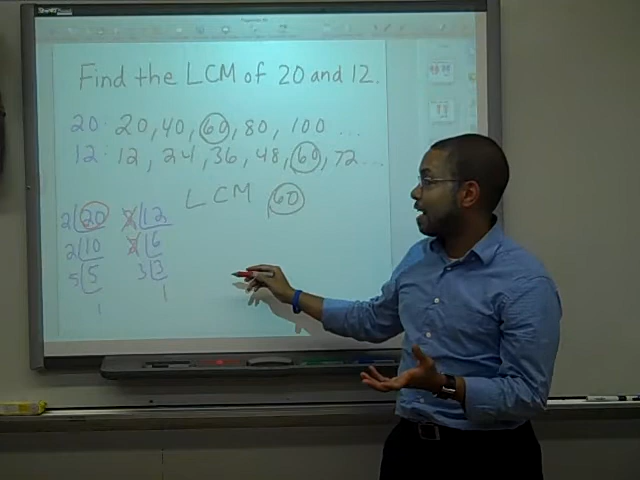 Find the LCM of 20 and 12.
20: 20, 40, 60, 80, 100 ...
12: 12, 24, 36, 48, 60, 72...
LCM 60
2 20 2 12
2 10 2 6
5 5 3 3
1 1